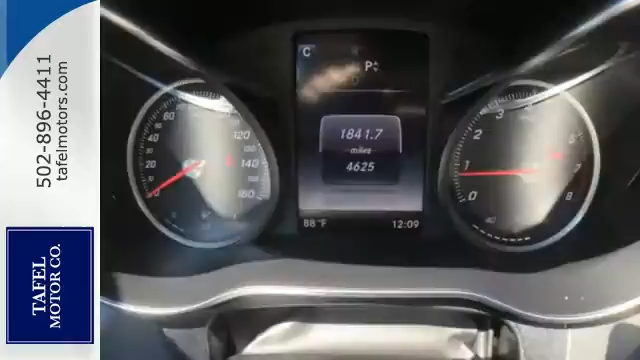 502-896-4411
tafelmotors.com
TAFEL
MOTOR CO.
C
P
1841.7
miles
4625
88°F
12:09
0
20
40
60
120
140
160
0
1
2
3
8
40